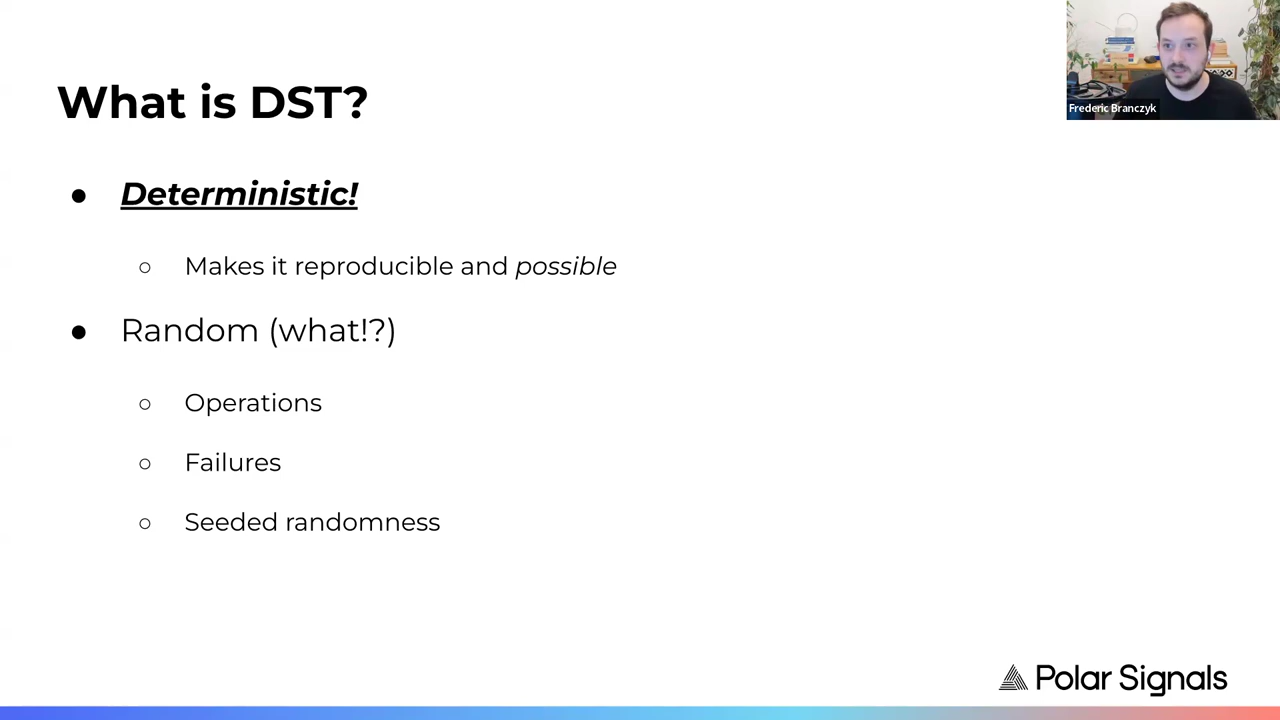 What is DST?
● Deterministic!
○ Makes it reproducible and possible
● Random (what!?)
○ Operations
○ Failures
○ Seeded randomness
Frederic Branczyk
Polar Signals